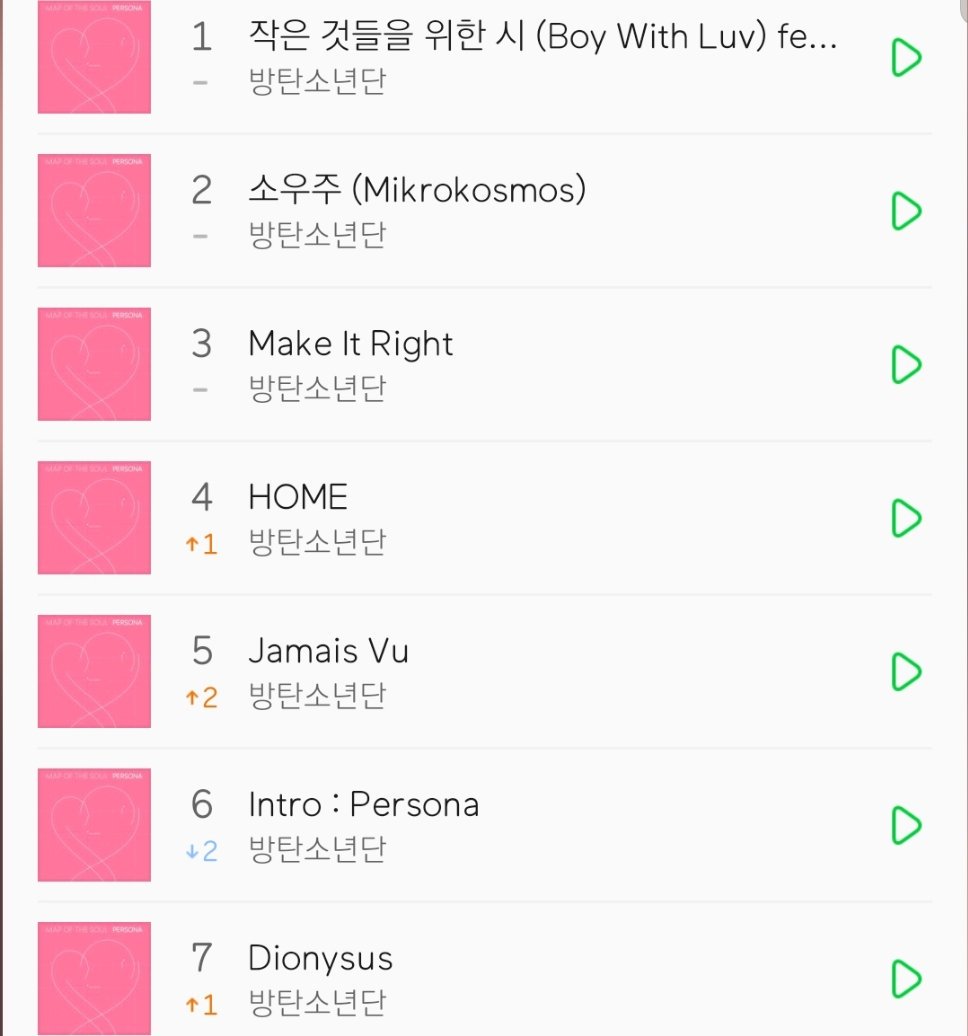 MAP OF THE SOUL PERSONA
1 작은 것들을 위한 시 (Boy With Luv) fe...
- 방탄소년단
MAP OF THE SOUL PERSONA
2 소우주 (Mikrokosmos)
- 방탄소년단
MAP OF THE SOUL PERSONA
3 Make It Right
- 방탄소년단
MAP OF THE SOUL PERSONA
4 HOME
↑1 방탄소년단
MAP OF THE SOUL PERSONA
5 Jamais Vu
↑2 방탄소년단
MAP OF THE SOUL PERSONA
6 Intro : Persona
↓2 방탄소년단
MAP OF THE SOUL PERSONA
7 Dionysus
↑1 방탄소년단